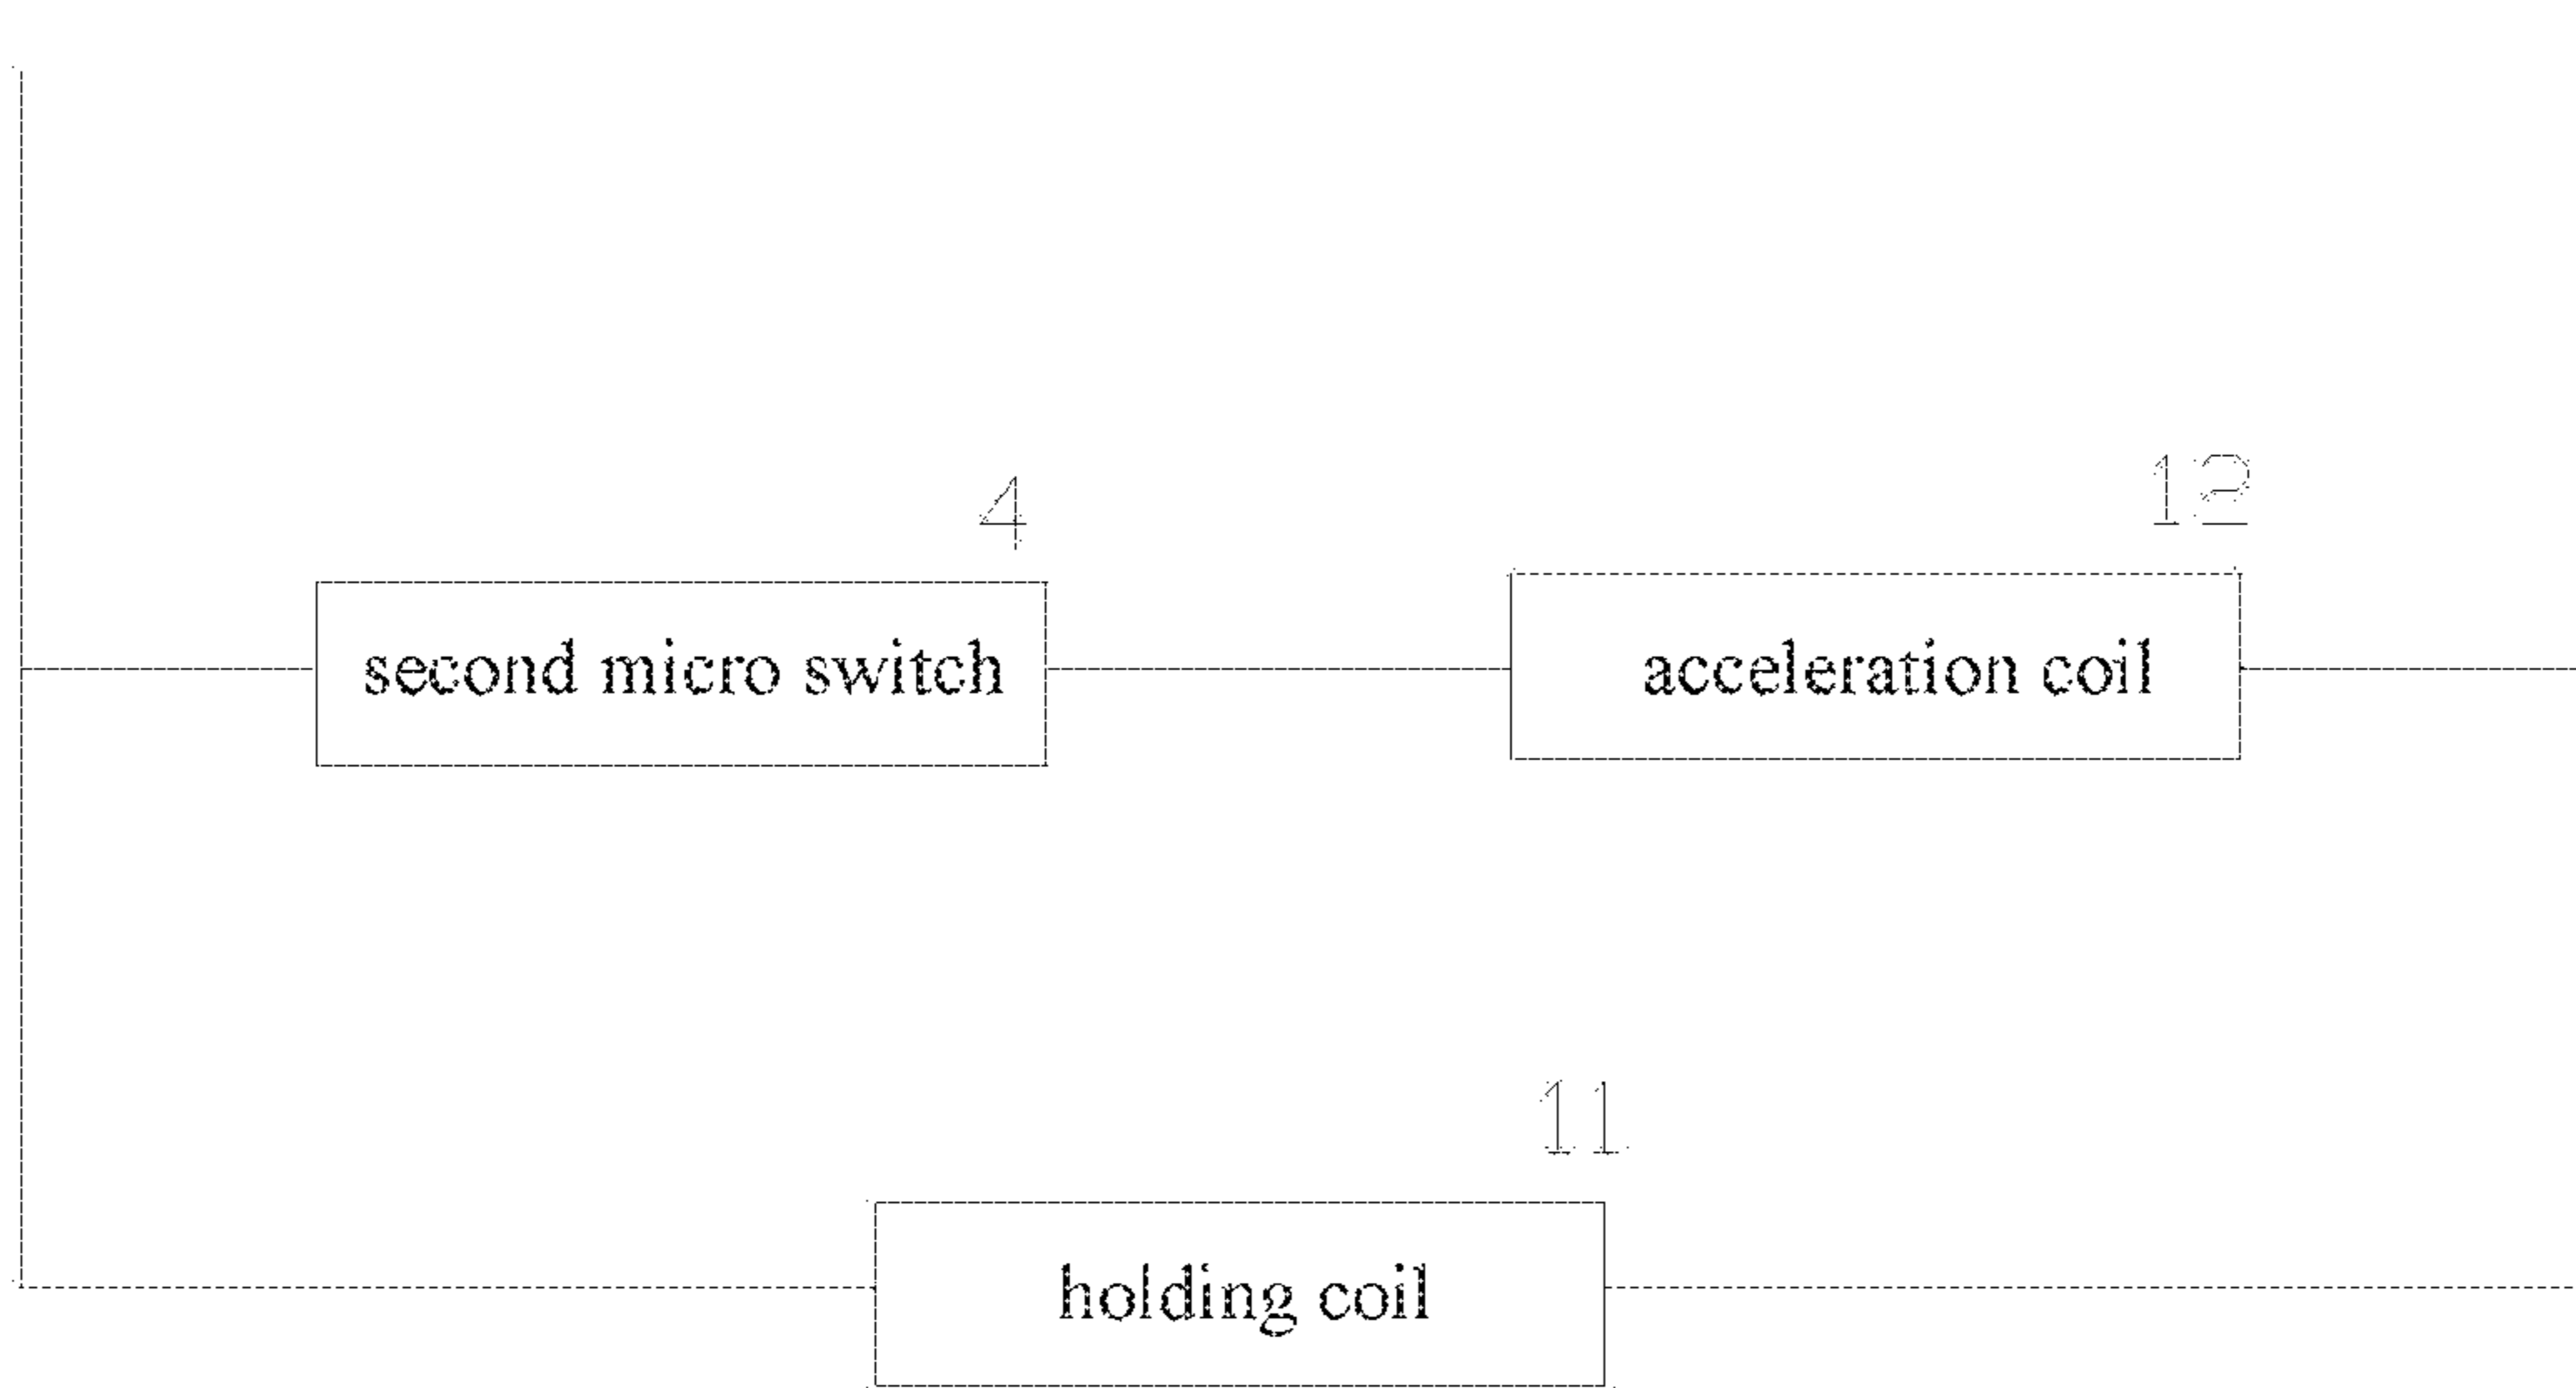 12
4
second micro switch
acceleration coil
11
holding coil